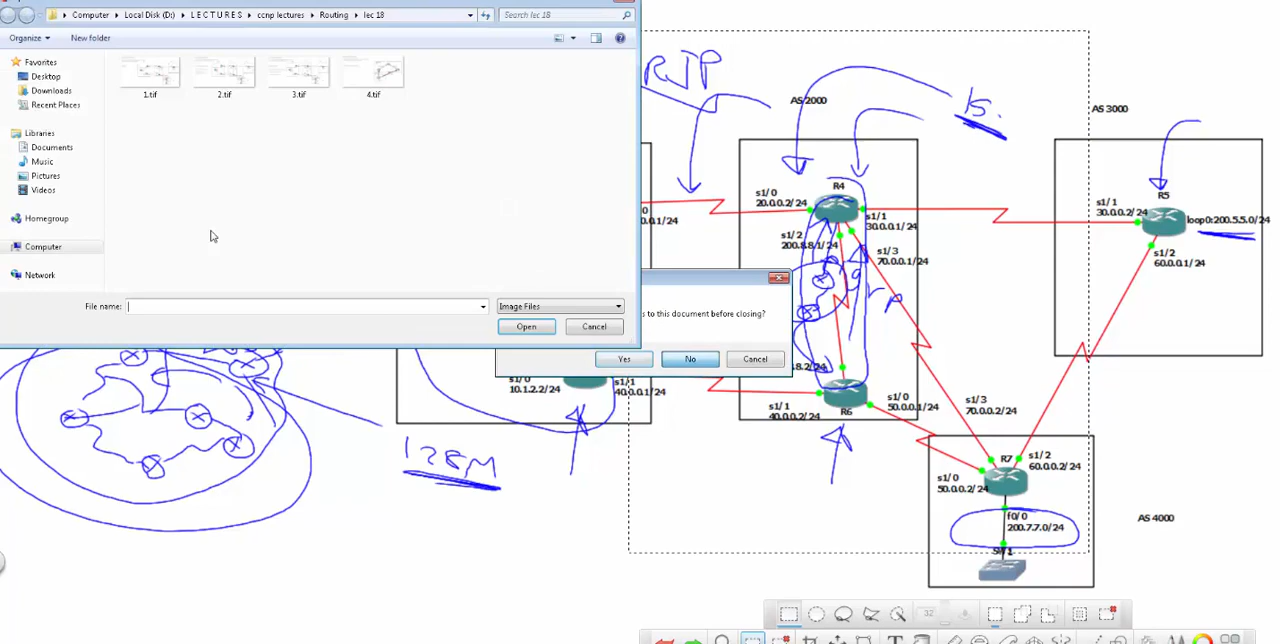 Computer ▸ Local Disk (D:) ▸ L E C T U R E S ▸ ccnp lectures ▸ Routing ▸ lec 18
Search lec 18
Organize
New folder
Favorites
Desktop
Downloads
Recent Places
Libraries
Documents
Music
Pictures
Videos
Homegroup
Computer
Network
1.tif
2.tif
3.tif
4.tif
File name:
Image Files
Open
Cancel
s to this document before closing?
Yes
No
Cancel
RIP
AS 2000
15.
AS 3000
R4
s1/0
20.0.0.2/24
s1/1
30.0.0.1/24
s1/2
200.8.8.1/24
s1/3
70.0.0.1/24
0.0.1/24
R5
s1/1
30.0.0.2/24
loop0:200.5.5.0/24
s1/2
60.0.0.1/24
s1/0
10.1.2.2/24
s1/1
40.0.0.1/24
.8.2/24
s1/1
40.0.0.2/24
R6
s1/0
50.0.0.1/24
s1/3
70.0.0.2/24
R7
s1/2
60.0.0.2/24
s1/0
50.0.0.2/24
f0/0
200.7.7.0/24
SW1
AS 4000
128M
32